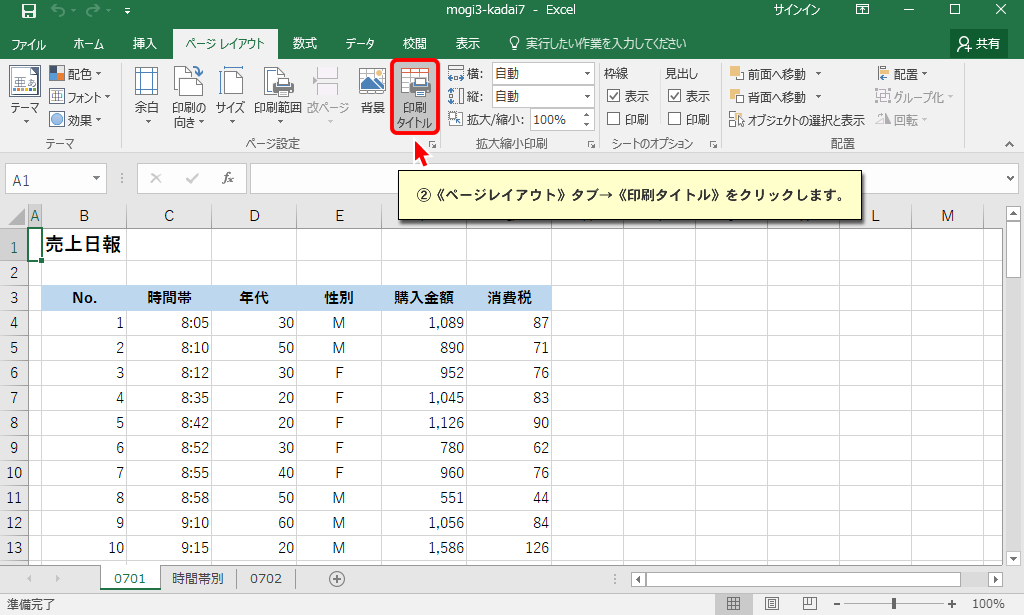 mogi3-kadai7 - Excel サインイン
ファイル ホーム 挿入 ページ レイアウト 数式 データ 校閲 表示 実行したい作業を入力してください 共有
テーマ 配色 フォント 効果
余白 印刷の向き サイズ 印刷範囲 改ページ 背景 印刷タイトル
横: 自動
縦: 自動
拡大/縮小: 100%
枠線 見出し
表示 表示
印刷 印刷
前面へ移動 配置
背面へ移動 グループ化
オブジェクトの選択と表示 回転
テーマ ページ設定 拡大縮小印刷 シートのオプション 配置
A1 fx
②《ページレイアウト》タブ→《印刷タイトル》をクリックします。
A B C D E L M
1 売上日報
2
3 No. 時間帯 年代 性別 購入金額 消費税
4 1 8:05 30 M 1,089 87
5 2 8:10 50 M 890 71
6 3 8:12 30 F 952 76
7 4 8:35 20 F 1,045 83
8 5 8:42 20 F 1,126 90
9 6 8:52 30 F 780 62
10 7 8:55 40 F 960 76
11 8 8:58 50 M 551 44
12 9 9:10 60 M 1,056 84
13 10 9:15 20 M 1,586 126
0701 時間帯別 0702
準備完了 100%